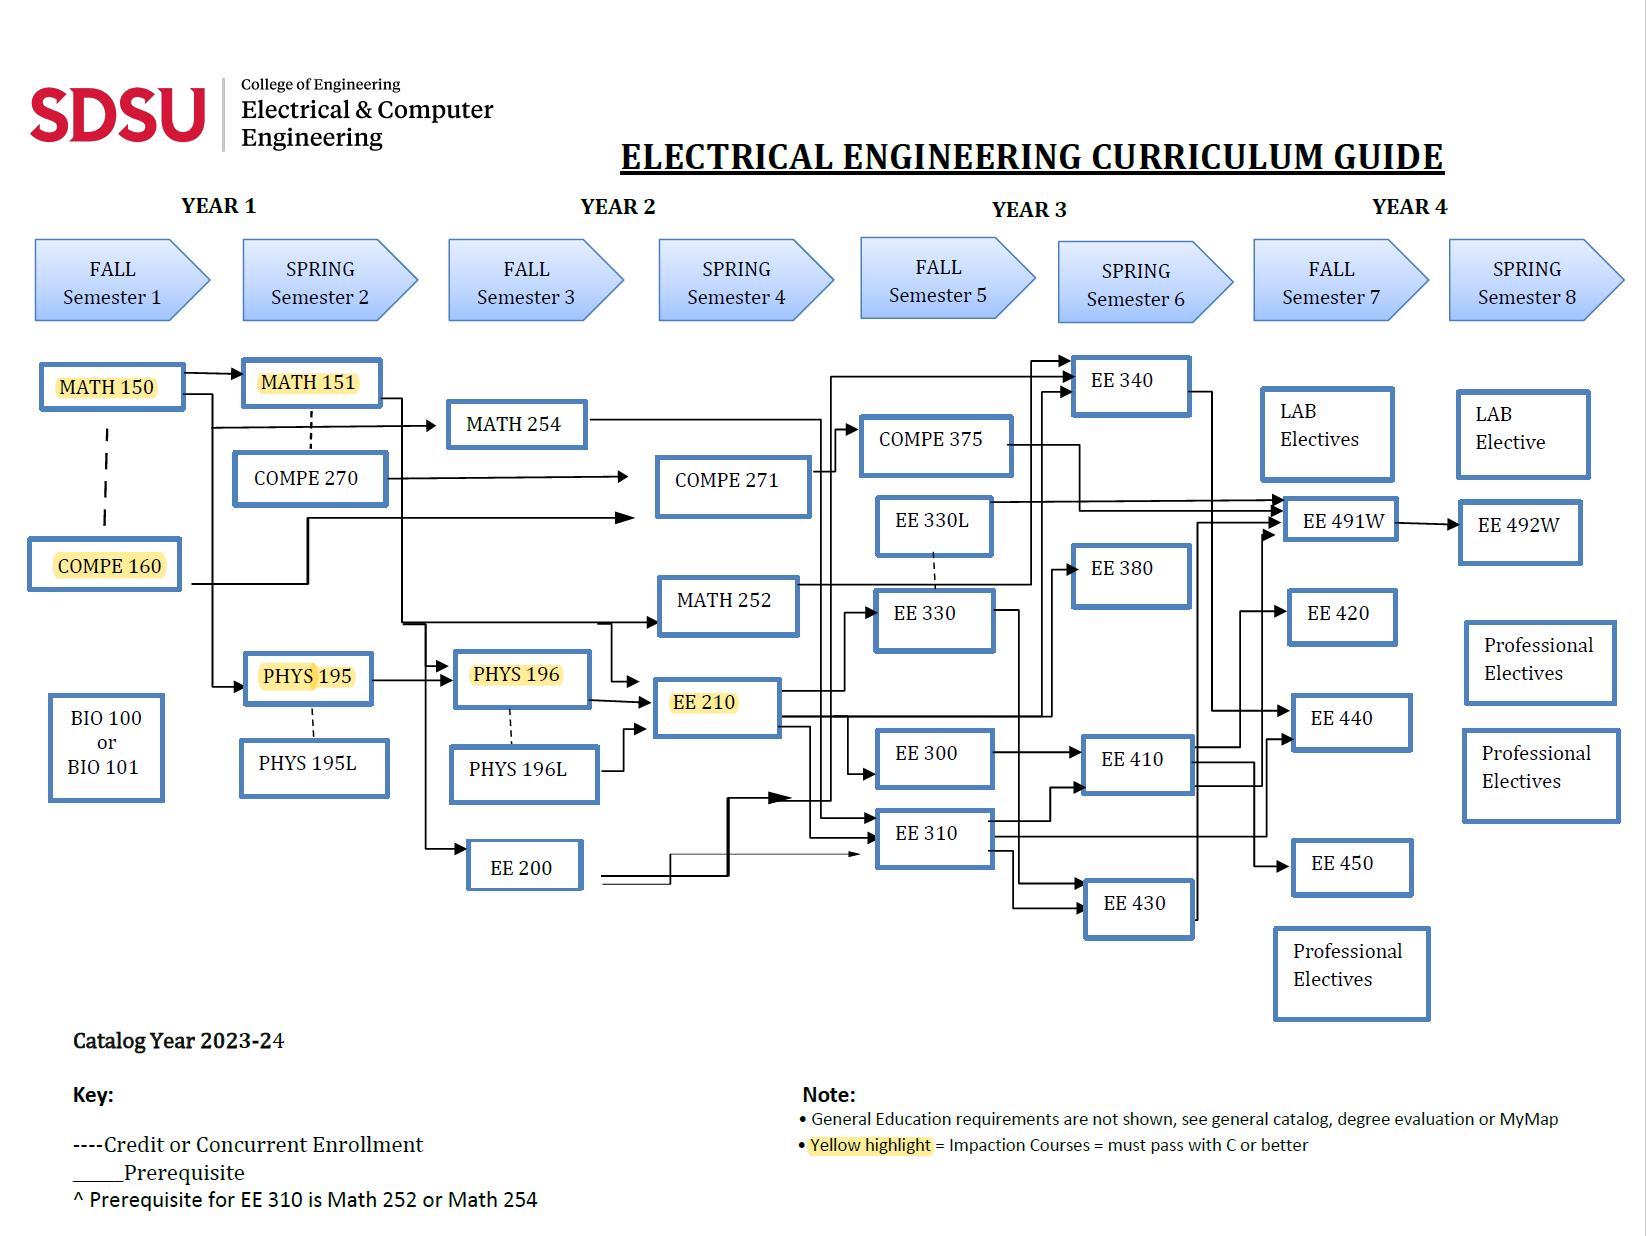 SDSU
College of Engineering
Electrical & Computer
Engineering
ELECTRICAL ENGINEERING CURRICULUM GUIDE
YEAR 1
YEAR 2
YEAR 3
YEAR 4
FALL
Semester 1
SPRING
Semester 2
FALL
Semester 3
SPRING
Semester 4
FALL
Semester 5
SPRING
Semester 6
FALL
Semester 7
SPRING
Semester 8
MATH 150
COMPE 160
BIO 100
or
BIO 101
MATH 151
COMPE 270
PHYS 195
PHYS 195L
MATH 254
PHYS 196
PHYS 196L
EE 200
COMPE 271
MATH 252
EE 210
COMPE 375
EE 330L
EE 330
EE 300
EE 310
EE 340
EE 380
EE 410
EE 430
LAB
Electives
EE 491W
EE 420
EE 440
EE 450
Professional
Electives
LAB
Elective
EE 492W
Professional
Electives
Professional
Electives
Catalog Year 2023-24
Key:
----Credit or Concurrent Enrollment
_____Prerequisite
^ Prerequisite for EE 310 is Math 252 or Math 254
Note:
• General Education requirements are not shown, see general catalog, degree evaluation or MyMap
• Yellow highlight = Impaction Courses = must pass with C or better